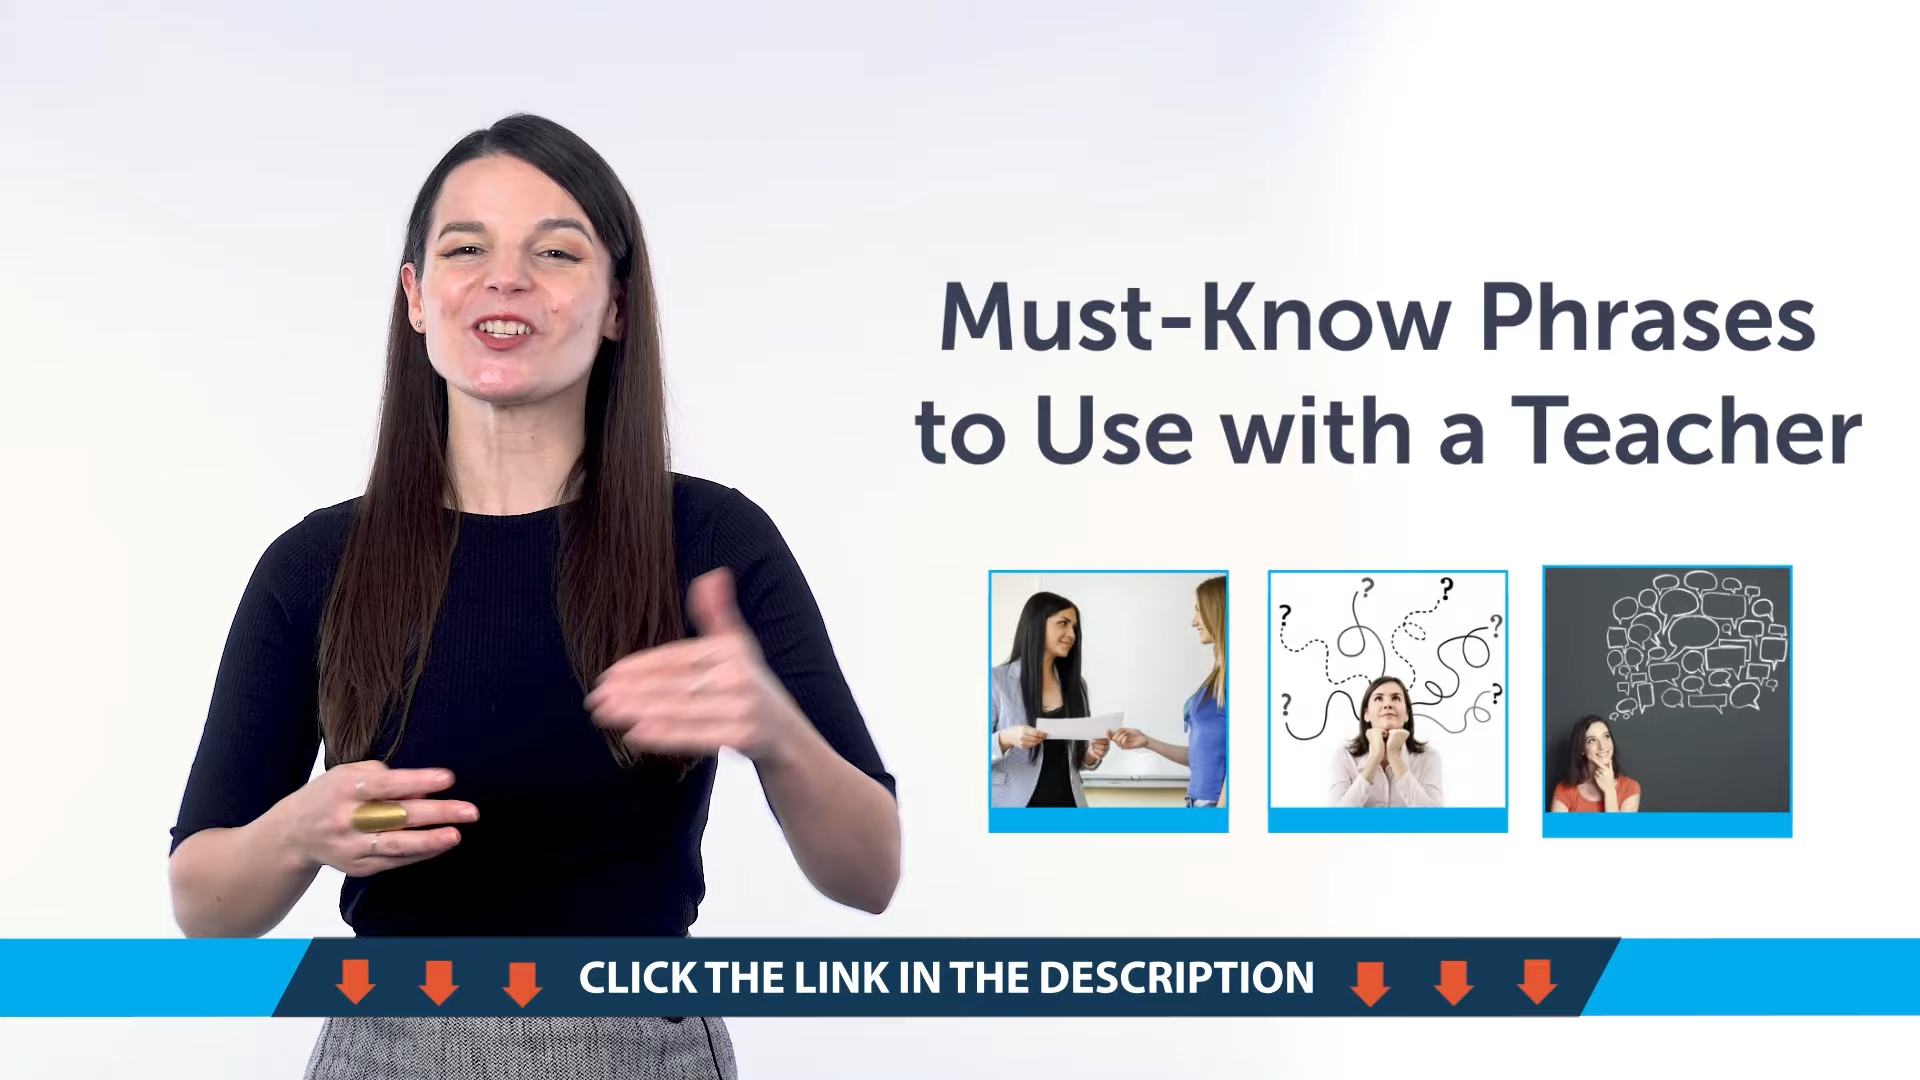 Must-Know Phrases
to Use with a Teacher
? ? ? ? ? ?
CLICK THE LINK IN THE DESCRIPTION